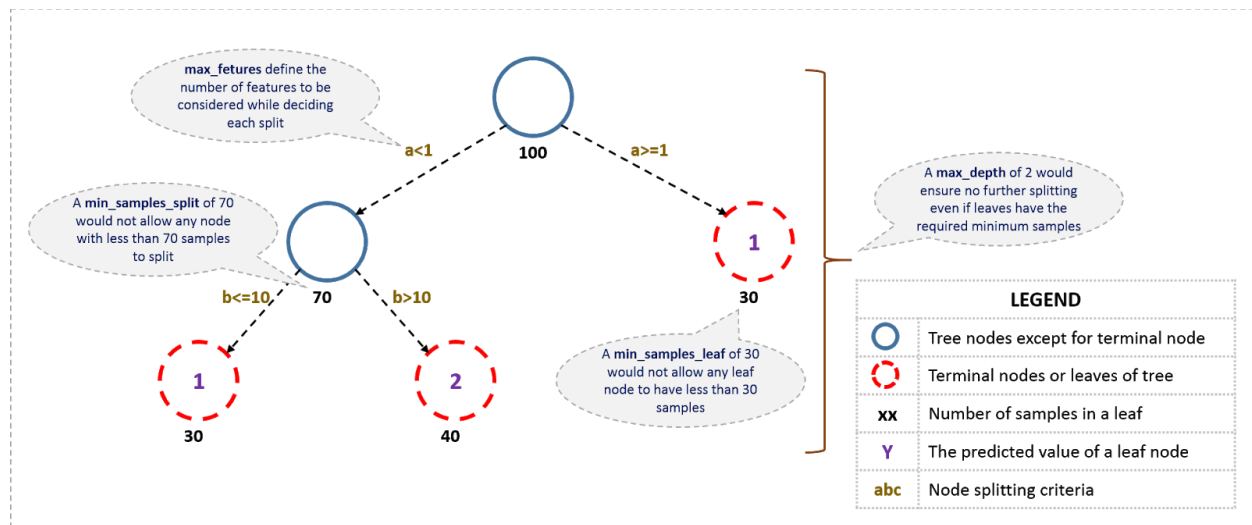 max_fetures define the
number of features to be
considered while deciding
each split
100
a<1
a>=1
A max_depth of 2 would
ensure no further splitting
even if leaves have the
required minimum samples
A min_samples_split of 70
would not allow any node
with less than 70 samples
to split
1
30
70
b<=10
b>10
1
30
2
40
A min_samples_leaf of 30
would not allow any leaf
node to have less than 30
samples
LEGEND
Tree nodes except for terminal node
Terminal nodes or leaves of tree
xx Number of samples in a leaf
Y The predicted value of a leaf node
abc Node splitting criteria